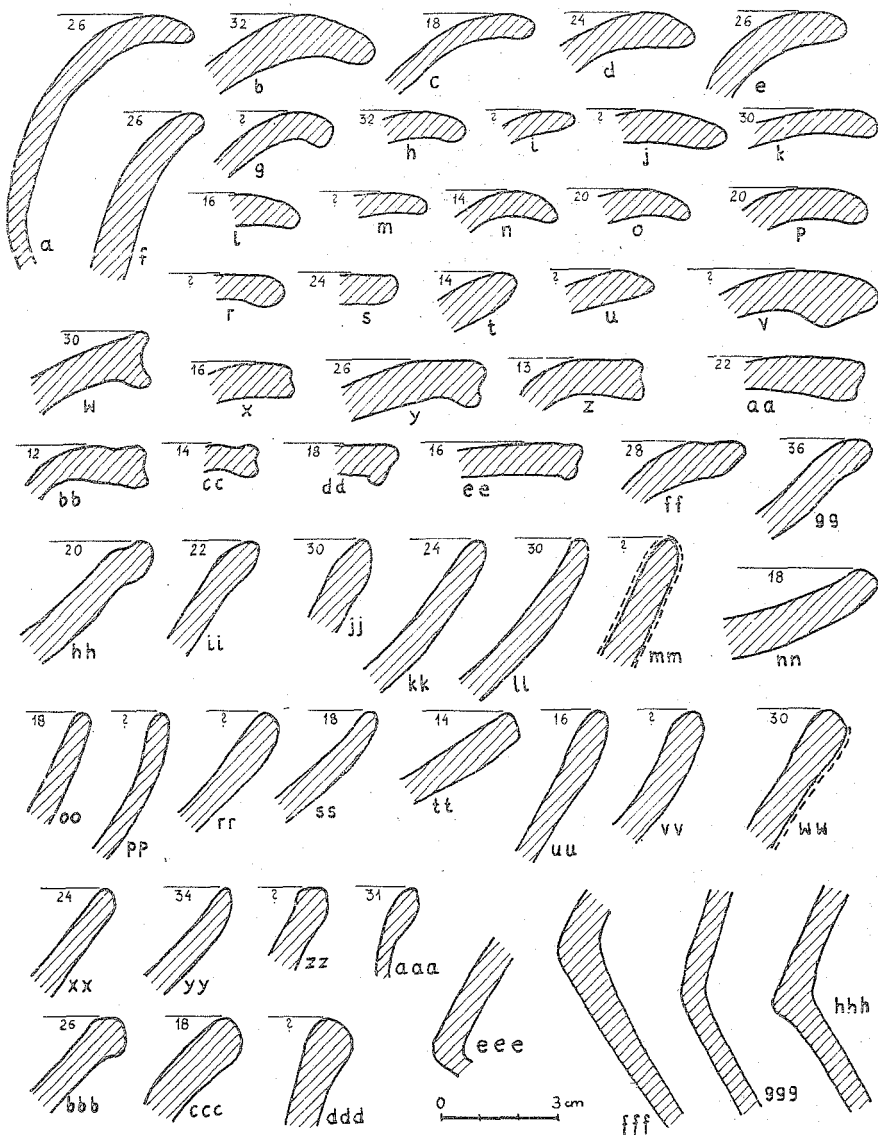 26 32 18 24 26
b c d e
26 ? 32 ? ? 30
g h i j k
a f
16 ? 14 20 20
l m n o p
? 24 14 ? ?
r s t u v
30 16 26 13 22
w x y z aa
12 14 18 16 28 36
bb cc dd ee ff gg
20 22 30 24 30 ? 18
hh ii jj kk ll mm nn
18 ? ? 18 14 16 ? 30
oo pp rr ss tt uu vv ww
24 34 ? 31
xx yy zz aaa
26 18 ?
bbb ccc ddd
eee fff ggg hhh
0 3 cm